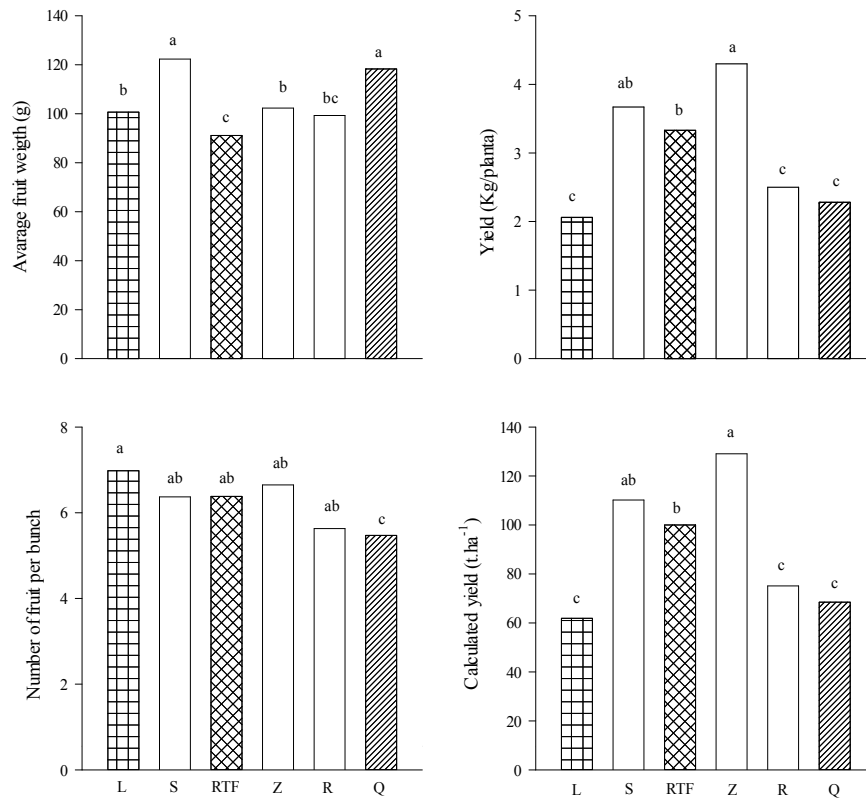 140
120
100
80
60
40
20
0
Avarage fruit weigth (g)
b
a
c
b
bc
a
5
4
3
2
1
0
Yield (Kg/planta)
c
ab
b
a
c
c
8
6
4
2
0
Number of fruit per bunch
a
ab
ab
ab
ab
c
L S RTF Z R Q
140
120
100
80
60
40
20
0
Calculated yield (t.ha⁻¹)
c
ab
b
a
c
c
L S RTF Z R Q